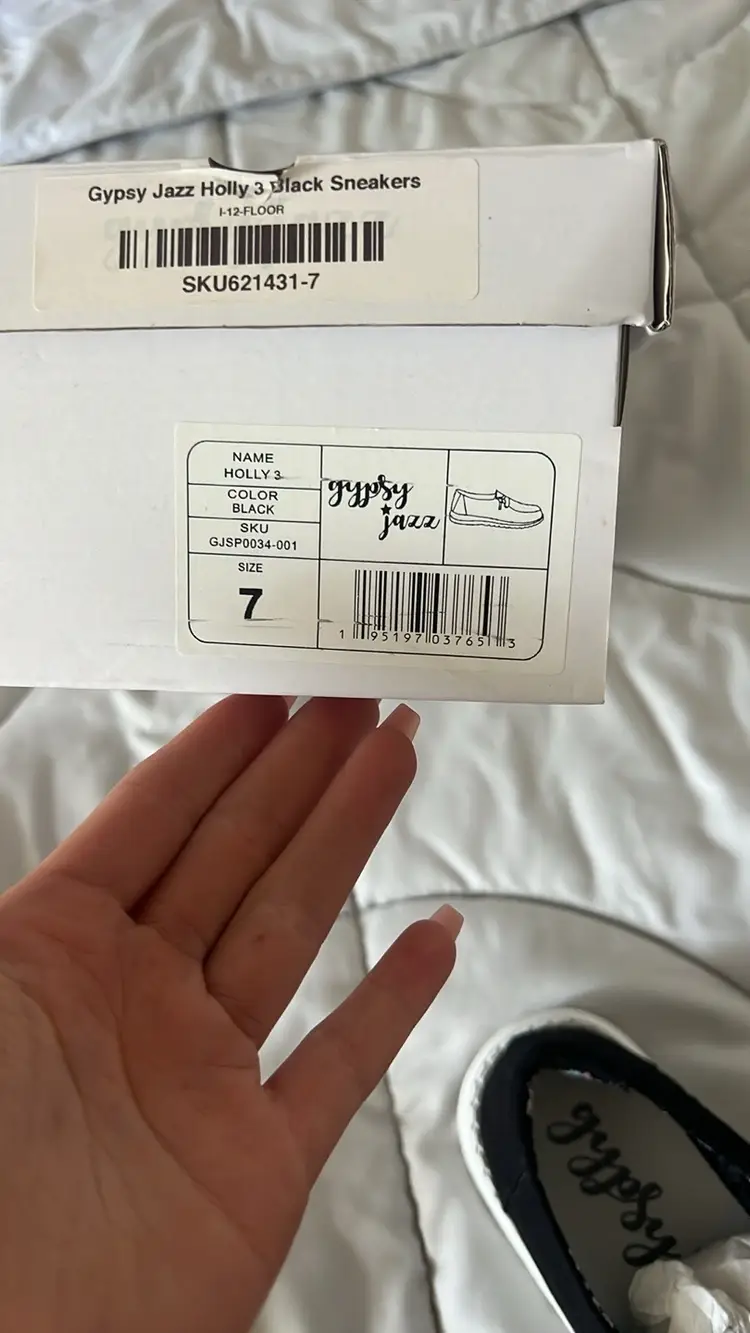 Gypsy Jazz Holly 3 Black Sneakers
I-12-FLOOR
SKU621431-7
NAME
HOLLY 3
COLOR
BLACK
SKU
GJSP0034-001
SIZE
7
gypsy
jazz
1 95197 03765 3
gypsy